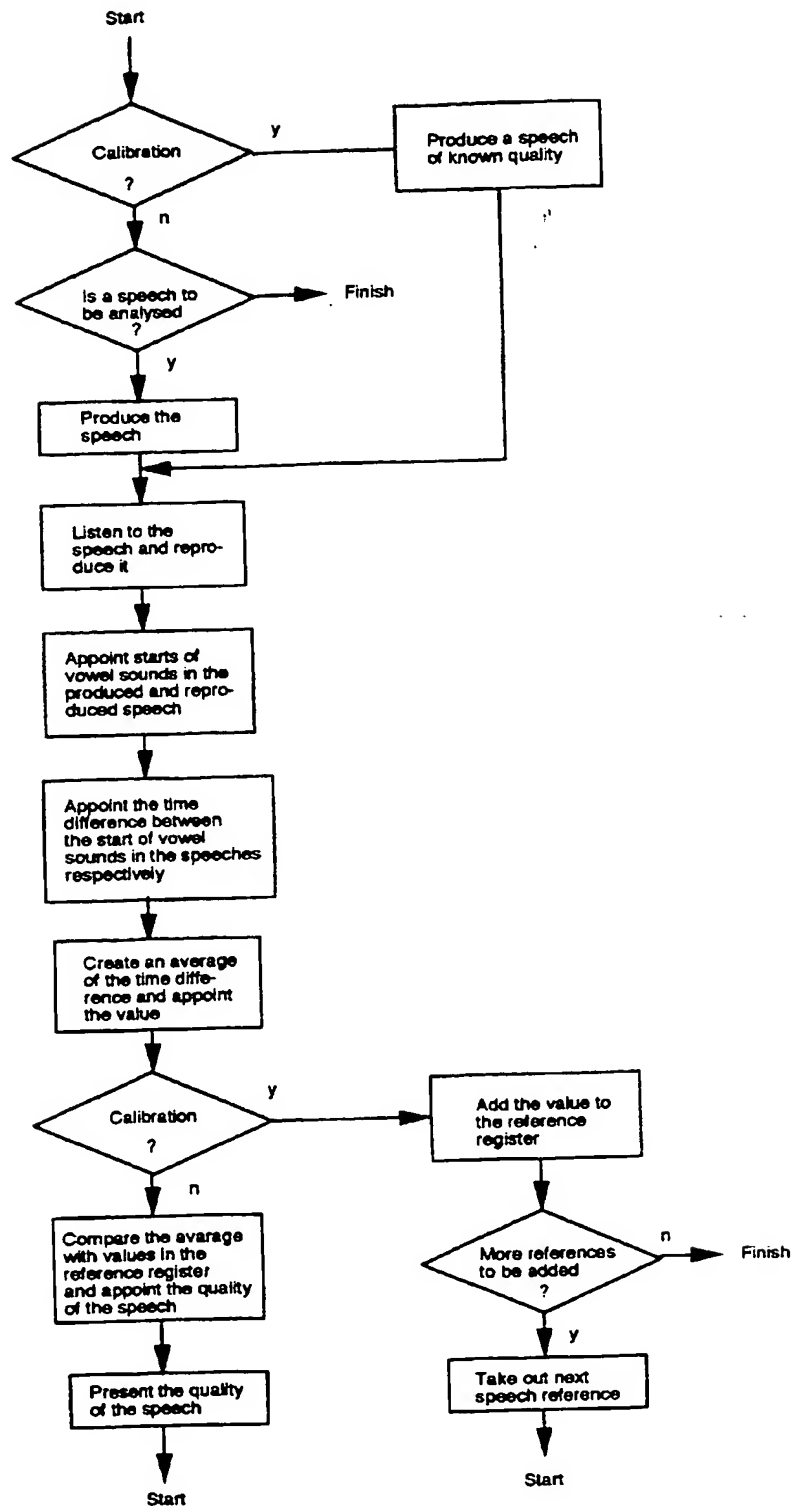 Start
Calibration
?
y
Produce a speech
of known quality
n
Is a speech to
be analysed
?
Finish
y
Produce the
speech
Listen to the
speech and repro-
duce it
Appoint starts of
vowel sounds in the
produced and repro-
duced speech
Appoint the time
difference between
the start of vowel
sounds in the speeches
respectively
Create an average
of the time diffe-
rence and appoint
the value
Calibration
?
y
Add the value to
the reference
register
n
Compare the avarage
with values in the
reference register
and appoint the quality
of the speech
More references
to be added
?
n
Finish
y
Present the quality
of the speech
Take out next
speech reference
Start
Start